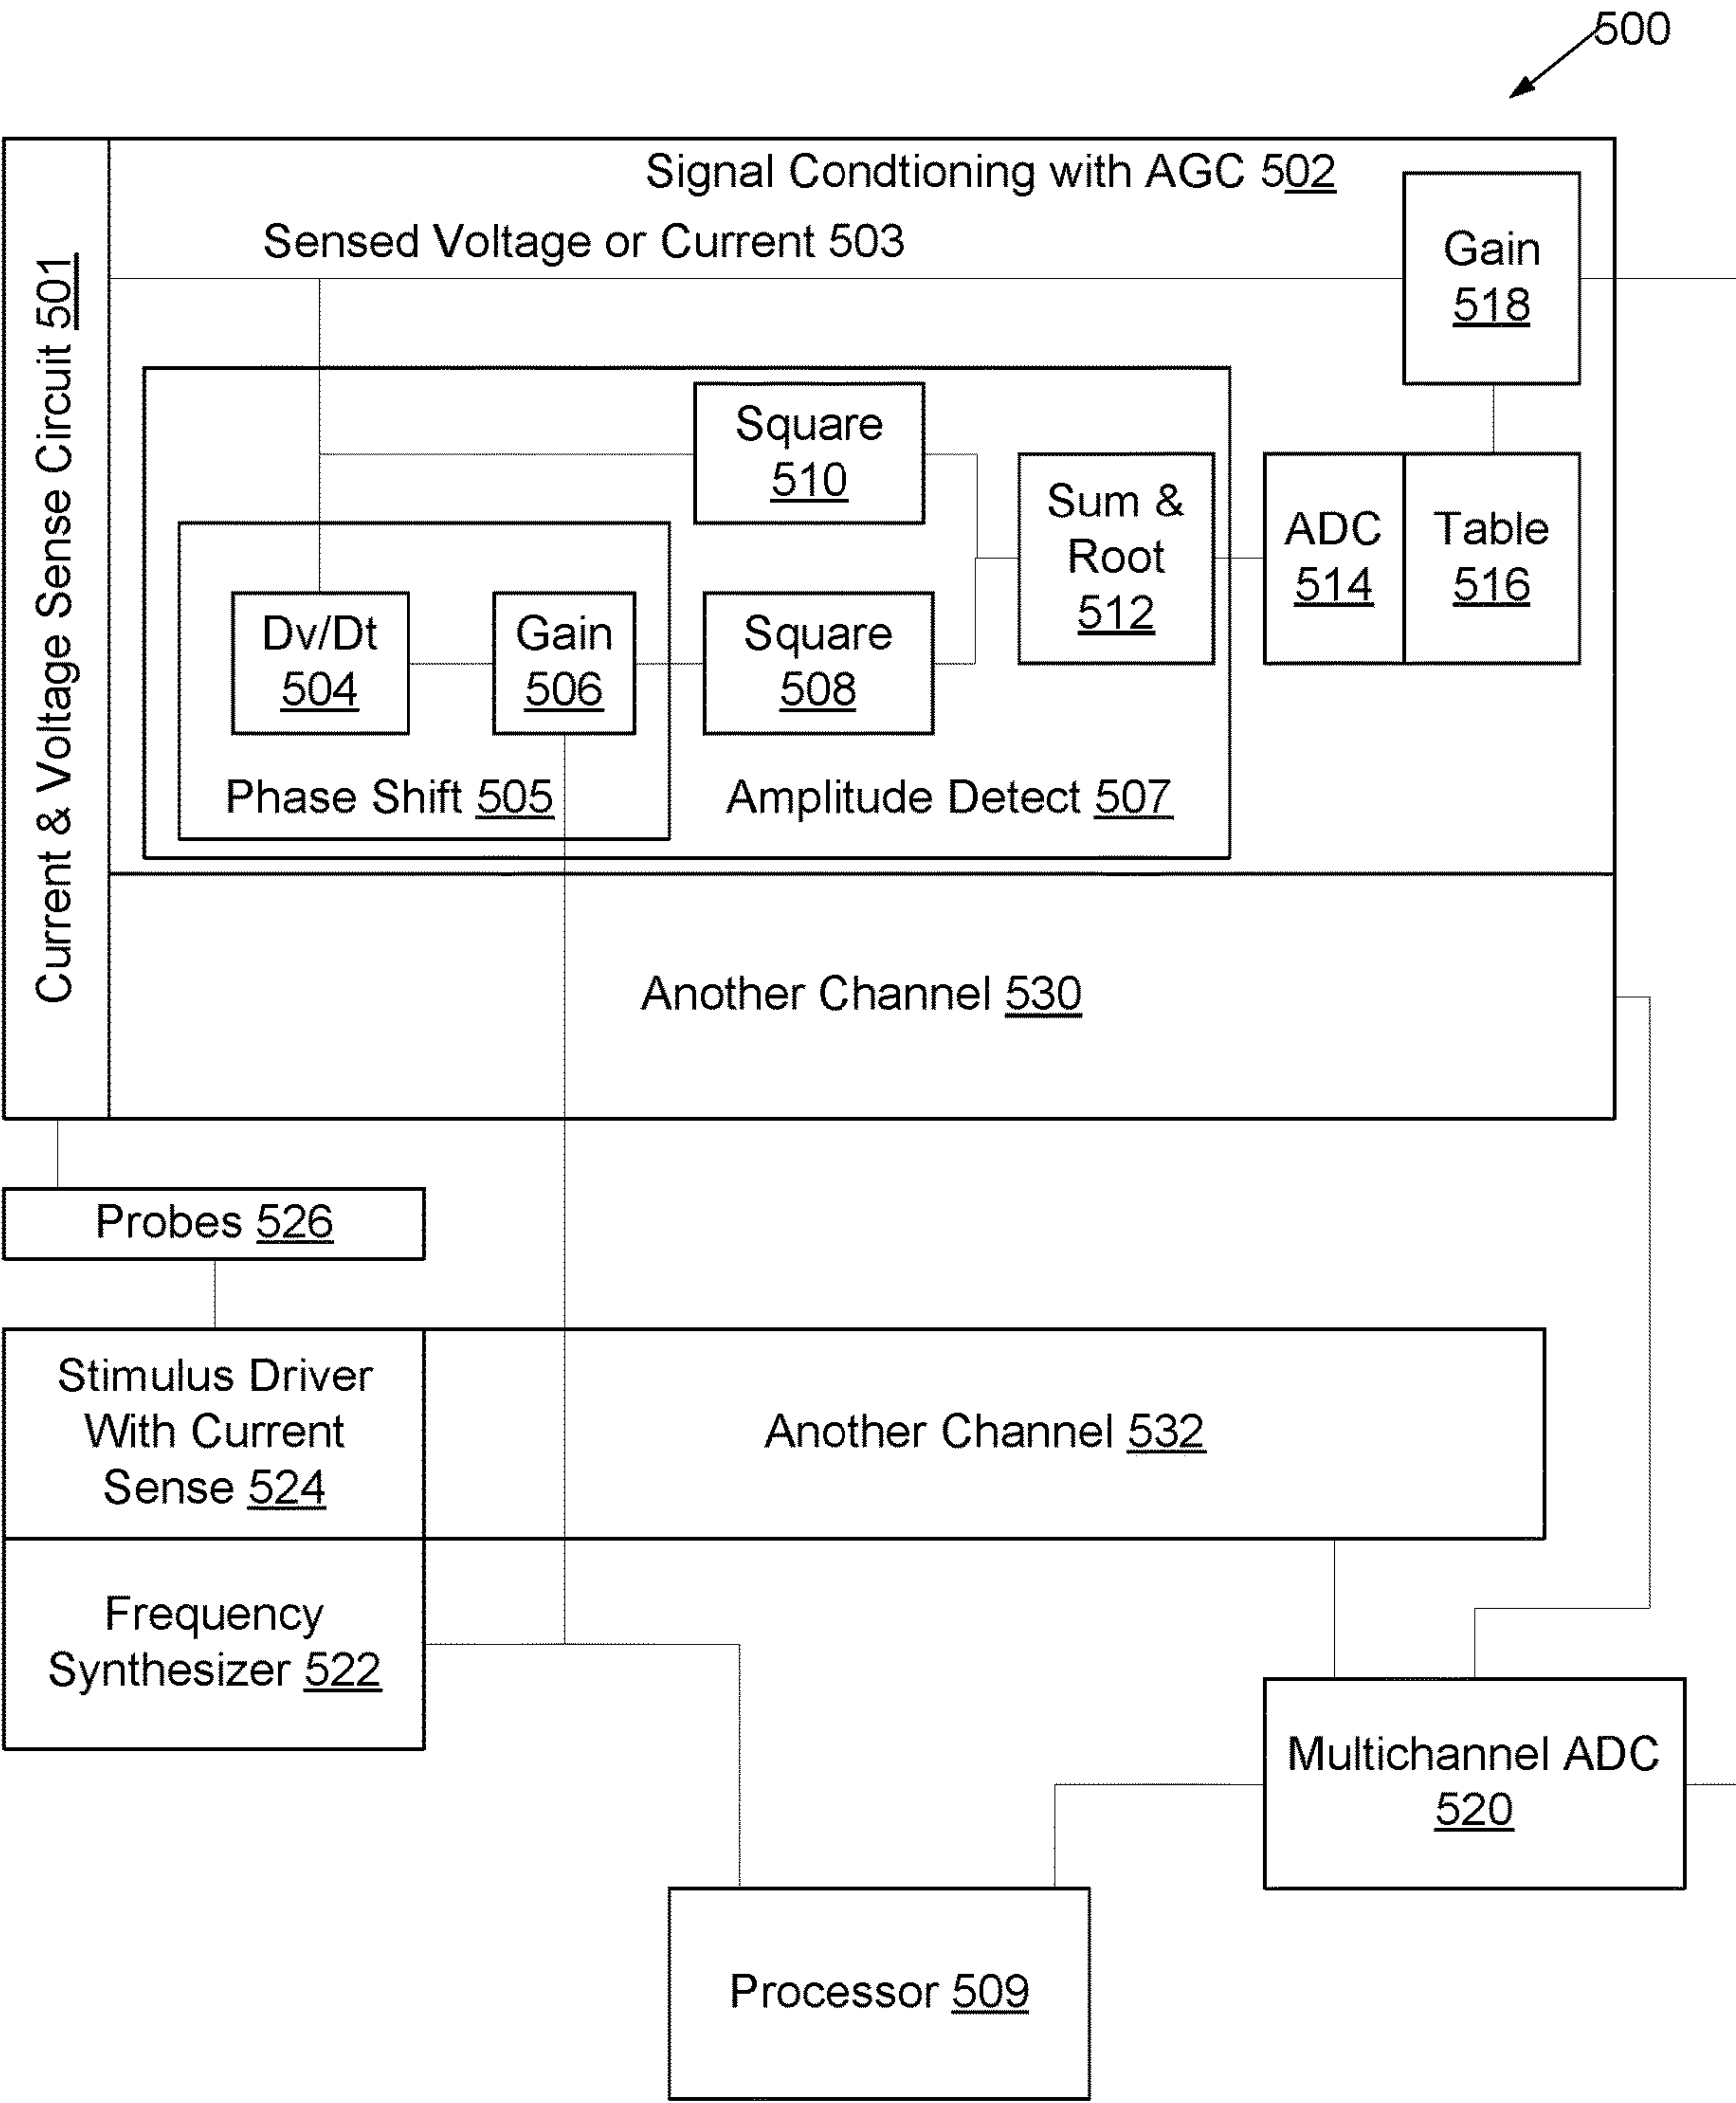 500
Signal Condtioning with AGC 502
Sensed Voltage or Current 503
Gain
518
Current & Voltage Sense Circuit 501
Square
510
Sum &
Root
512
ADC
514
Table
516
Dv/Dt
504
Gain
506
Square
508
Phase Shift 505
Amplitude Detect 507
Another Channel 530
Probes 526
Stimulus Driver
With Current
Sense 524
Another Channel 532
Frequency
Synthesizer 522
Multichannel ADC
520
Processor 509